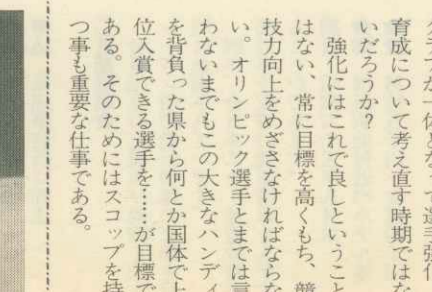 クラブが一体となって選手強化、
育成について考え直す時期ではな
いだろうか?
強化にはこれで良しということ
はない、常に目標を高くもち、競
技力向上をめざさなければならな
い。オリンピック選手とまでは言
わないまでもこの大きなハンディ
を背負った県から何とか国体で上
位入賞できる選手を……が目標で
ある。そのためにはスコップを持
つ事も重要な仕事である。